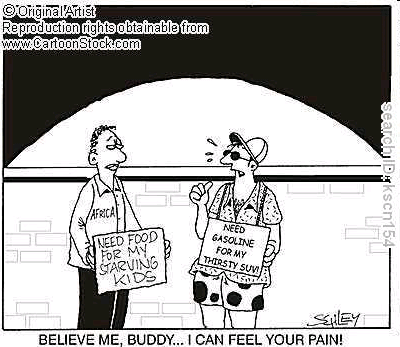 © Original Artist
Reproduction rights obtainable from
www.CartoonStock.com
AFRICA
NEED FOOD
FOR MY
STARVING
KIDS
NEED
GASOLINE
FOR MY
THIRSTY SUV!
search ID: kscn154
SCHLEY
BELIEVE ME, BUDDY... I CAN FEEL YOUR PAIN!